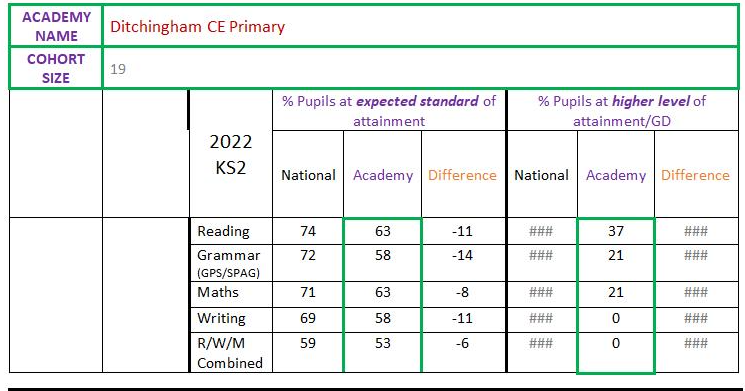 ACADEMY NAME Ditchingham CE Primary
COHORT SIZE 19
2022 KS2
% Pupils at expected standard of attainment
% Pupils at higher level of attainment/GD
National Academy Difference National Academy Difference
Reading 74 63 -11 ### 37 ###
Grammar (GPS/SPAG) 72 58 -14 ### 21 ###
Maths 71 63 -8 ### 21 ###
Writing 69 58 -11 ### 0 ###
R/W/M Combined 59 53 -6 ### 0 ###